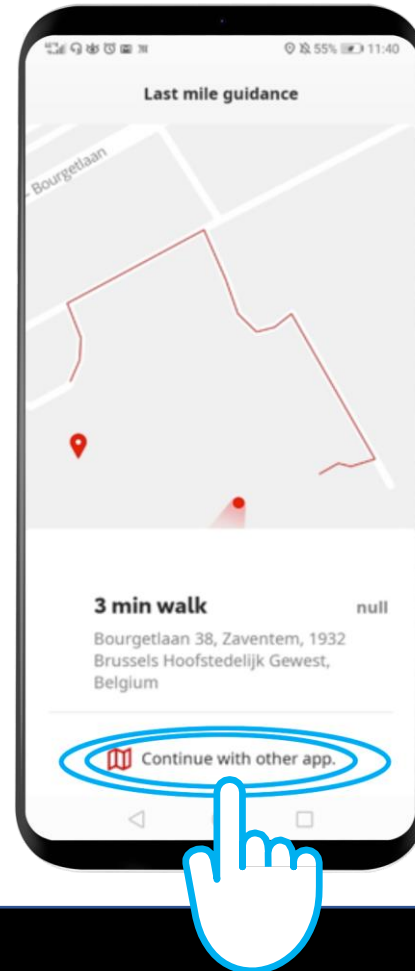 55% 11:40
Last mile guidance
- Bourgetlaan
3 min walk null
Bourgetlaan 38, Zaventem, 1932
Brussels Hoofstedelijk Gewest,
Belgium
Continue with other app.